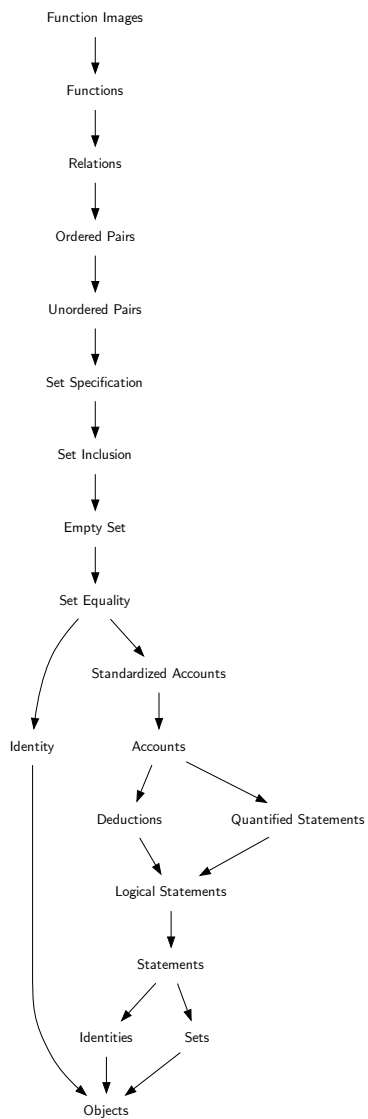 Function Images
Functions
Relations
Ordered Pairs
Unordered Pairs
Set Specification
Set Inclusion
Empty Set
Set Equality
Standardized Accounts
Identity
Accounts
Deductions
Quantified Statements
Logical Statements
Statements
Identities
Sets
Objects